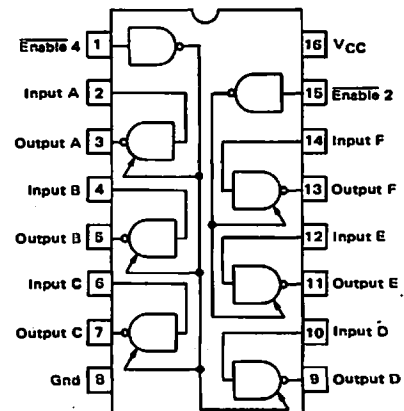 Enable 4 1
Input A 2
Output A 3
Input B 4
Output B 5
Input C 6
Output C 7
Gnd 8
16 VCC
15 Enable 2
14 Input F
13 Output F
12 Input E
11 Output E
10 Input D
9 Output D